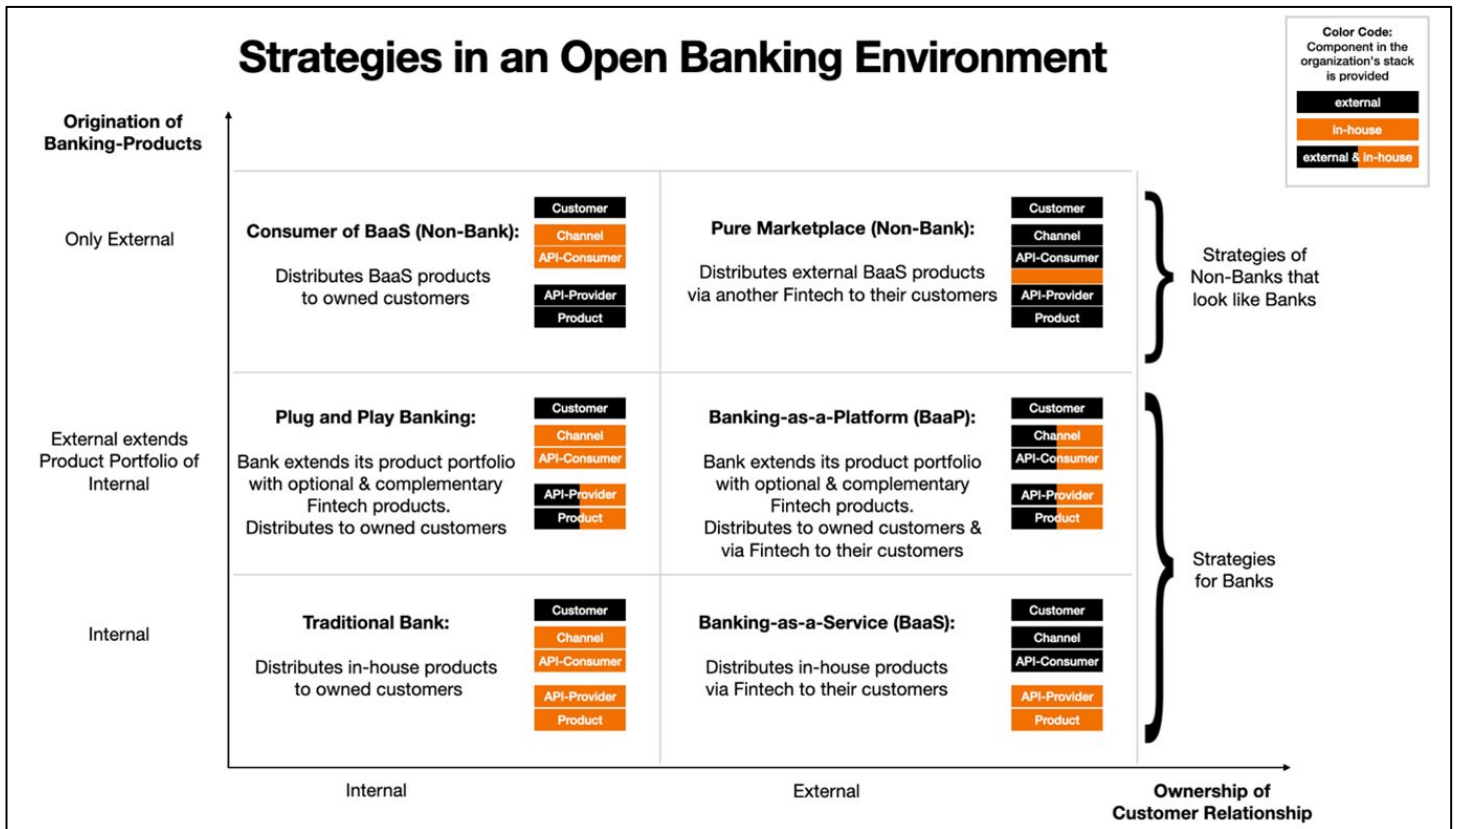 Strategies in an Open Banking Environment
Color Code:
Component in the
organization's stack
is provided
external
in-house
external & in-house
Origination of
Banking-Products
Only External
Consumer of BaaS (Non-Bank):
Distributes BaaS products
to owned customers
Customer
Channel
API-Consumer
API-Provider
Product
Pure Marketplace (Non-Bank):
Distributes external BaaS products
via another Fintech to their customers
Customer
Channel
API-Consumer
API-Provider
Product
Strategies of
Non-Banks that
look like Banks
External extends
Product Portfolio of
Internal
Plug and Play Banking:
Bank extends its product portfolio
with optional & complementary
Fintech products.
Distributes to owned customers
Customer
Channel
API-Consumer
API-Provider
Product
Banking-as-a-Platform (BaaP):
Bank extends its product portfolio
with optional & complementary
Fintech products.
Distributes to owned customers &
via Fintech to their customers
Customer
Channel
API-Consumer
API-Provider
Product
Strategies
for Banks
Internal
Traditional Bank:
Distributes in-house products
to owned customers
Customer
Channel
API-Consumer
API-Provider
Product
Banking-as-a-Service (BaaS):
Distributes in-house products
via Fintech to their customers
Customer
Channel
API-Consumer
API-Provider
Product
Internal
External
Ownership of
Customer Relationship